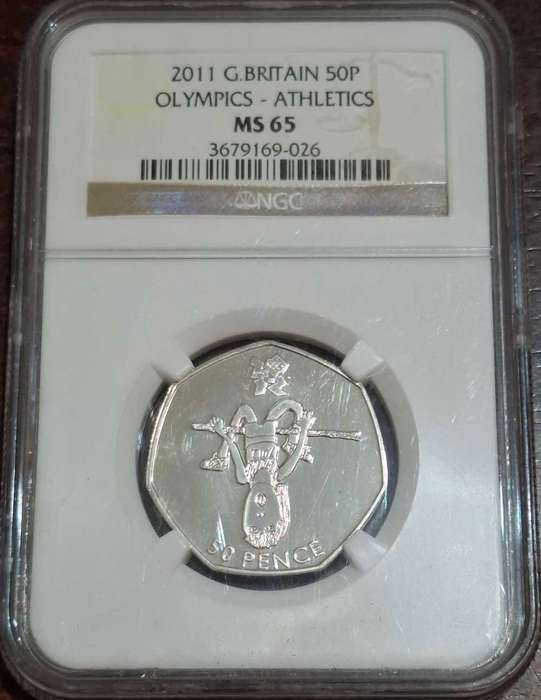 2011 G.BRITAIN 50P
OLYMPICS - ATHLETICS
MS 65
3679169-026
NGC
50 PENCE